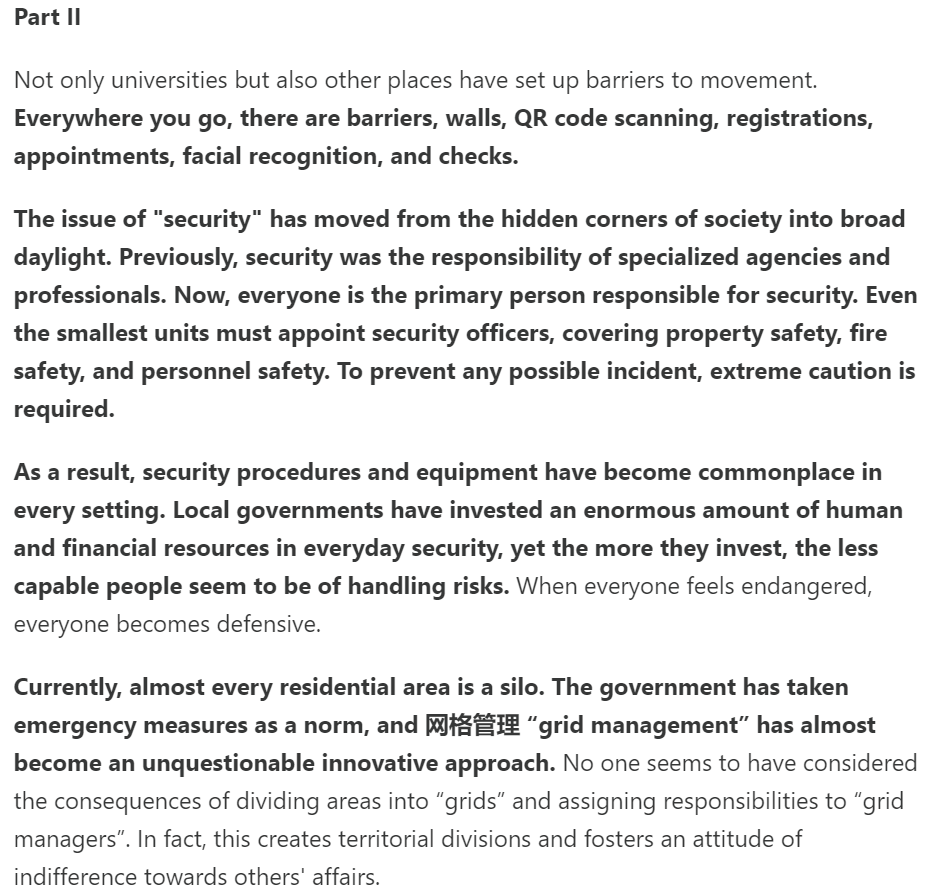 Part II
Not only universities but also other places have set up barriers to movement.
Everywhere you go, there are barriers, walls, QR code scanning, registrations,
appointments, facial recognition, and checks.
The issue of "security" has moved from the hidden corners of society into broad
daylight. Previously, security was the responsibility of specialized agencies and
professionals. Now, everyone is the primary person responsible for security. Even
the smallest units must appoint security officers, covering property safety, fire
safety, and personnel safety. To prevent any possible incident, extreme caution is
required.
As a result, security procedures and equipment have become commonplace in
every setting. Local governments have invested an enormous amount of human
and financial resources in everyday security, yet the more they invest, the less
capable people seem to be of handling risks. When everyone feels endangered,
everyone becomes defensive.
Currently, almost every residential area is a silo. The government has taken
emergency measures as a norm, and 网格管理 “grid management” has almost
become an unquestionable innovative approach. No one seems to have considered
the consequences of dividing areas into “grids” and assigning responsibilities to “grid
managers”. In fact, this creates territorial divisions and fosters an attitude of
indifference towards others' affairs.